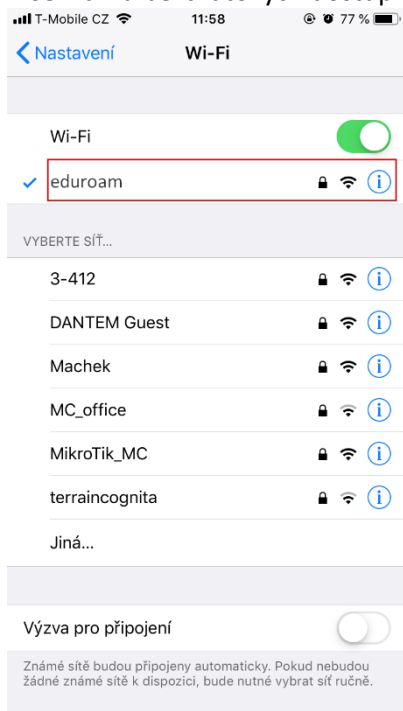 T-Mobile CZ 11:58 77 %
Nastavení Wi-Fi
Wi-Fi
eduroam
VYBERTE SÍŤ...
3-412
DANTEM Guest
Machek
MC_office
MikroTik_MC
terraincognita
Jiná...
Výzva pro připojení
Známé sítě budou připojeny automaticky. Pokud nebudou
žádné známé sítě k dispozici, bude nutné vybrat síť ručně.